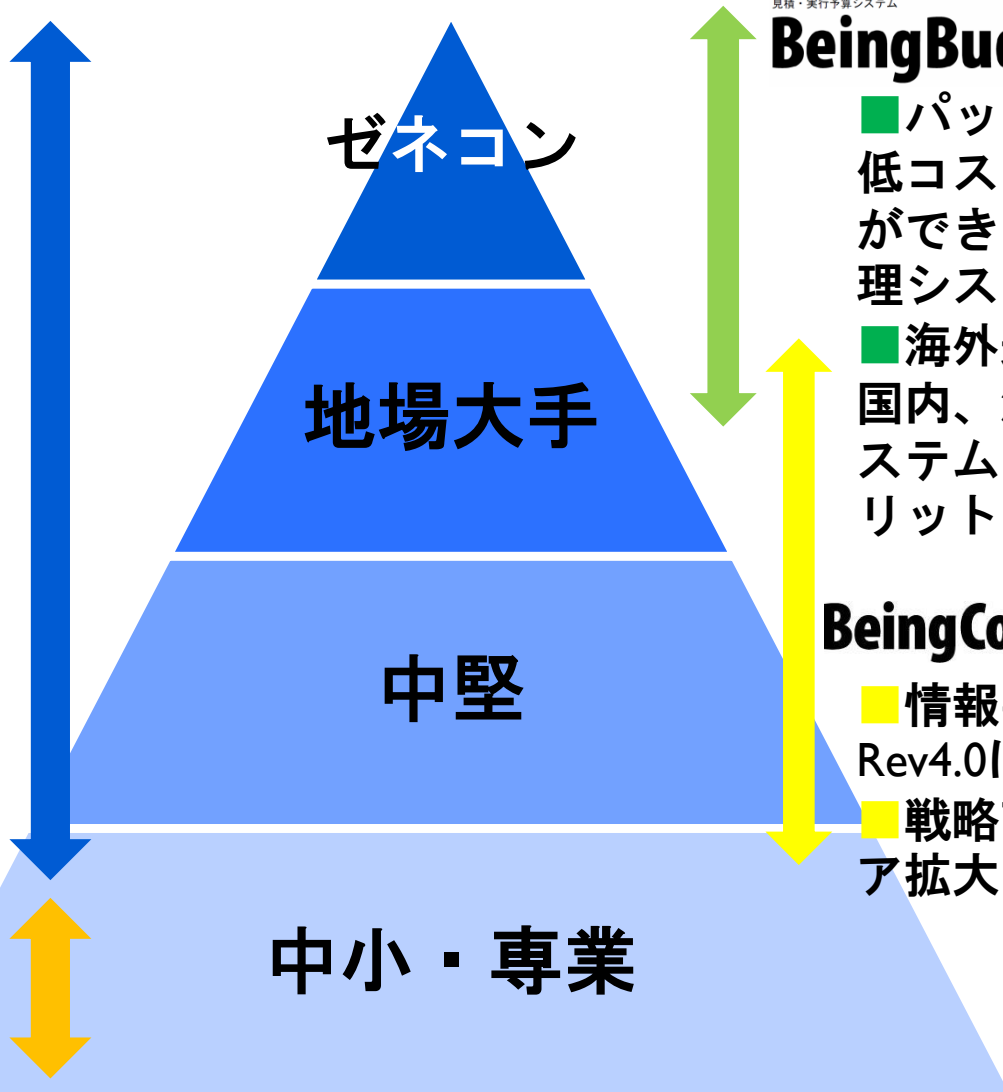 ゼネコン
地場大手
中堅
中小・専業
見積・実行予算システム
BeingBud
■パッ
低コス
ができ
理シス
■海外
国内、
ステム
リット
BeingCo
■情報
Rev4.0
■戦略
ア拡大